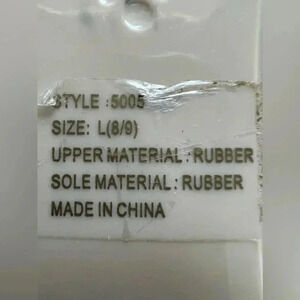 STYLE :5005
SIZE: L(8/9)
UPPER MATERIAL : RUBBER
SOLE MATERIAL : RUBBER
MADE IN CHINA